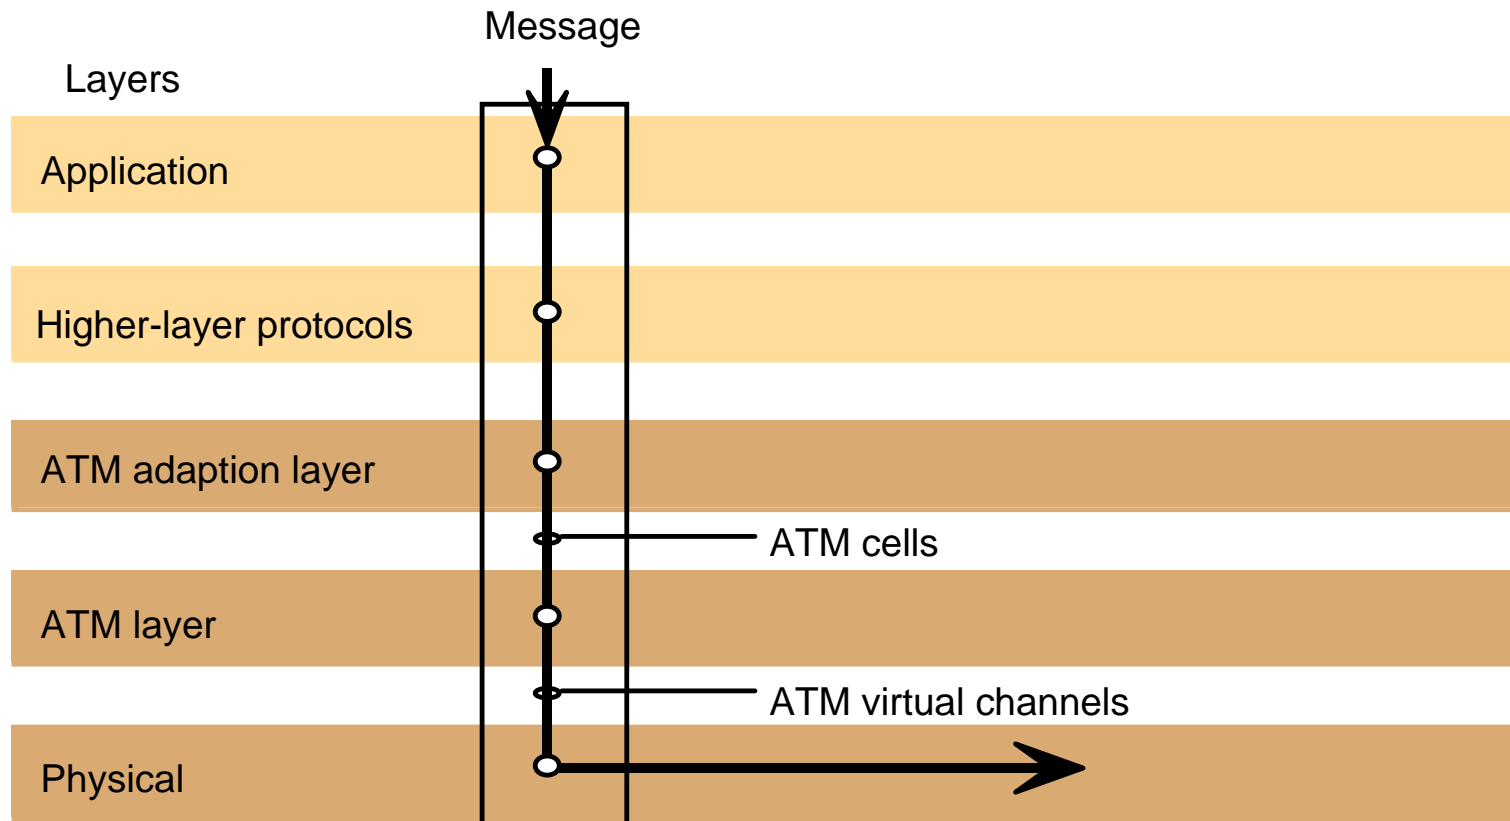 Message
Layers
Application
Higher-layer protocols
ATM adaption layer
ATM cells
ATM layer
ATM virtual channels
Physical